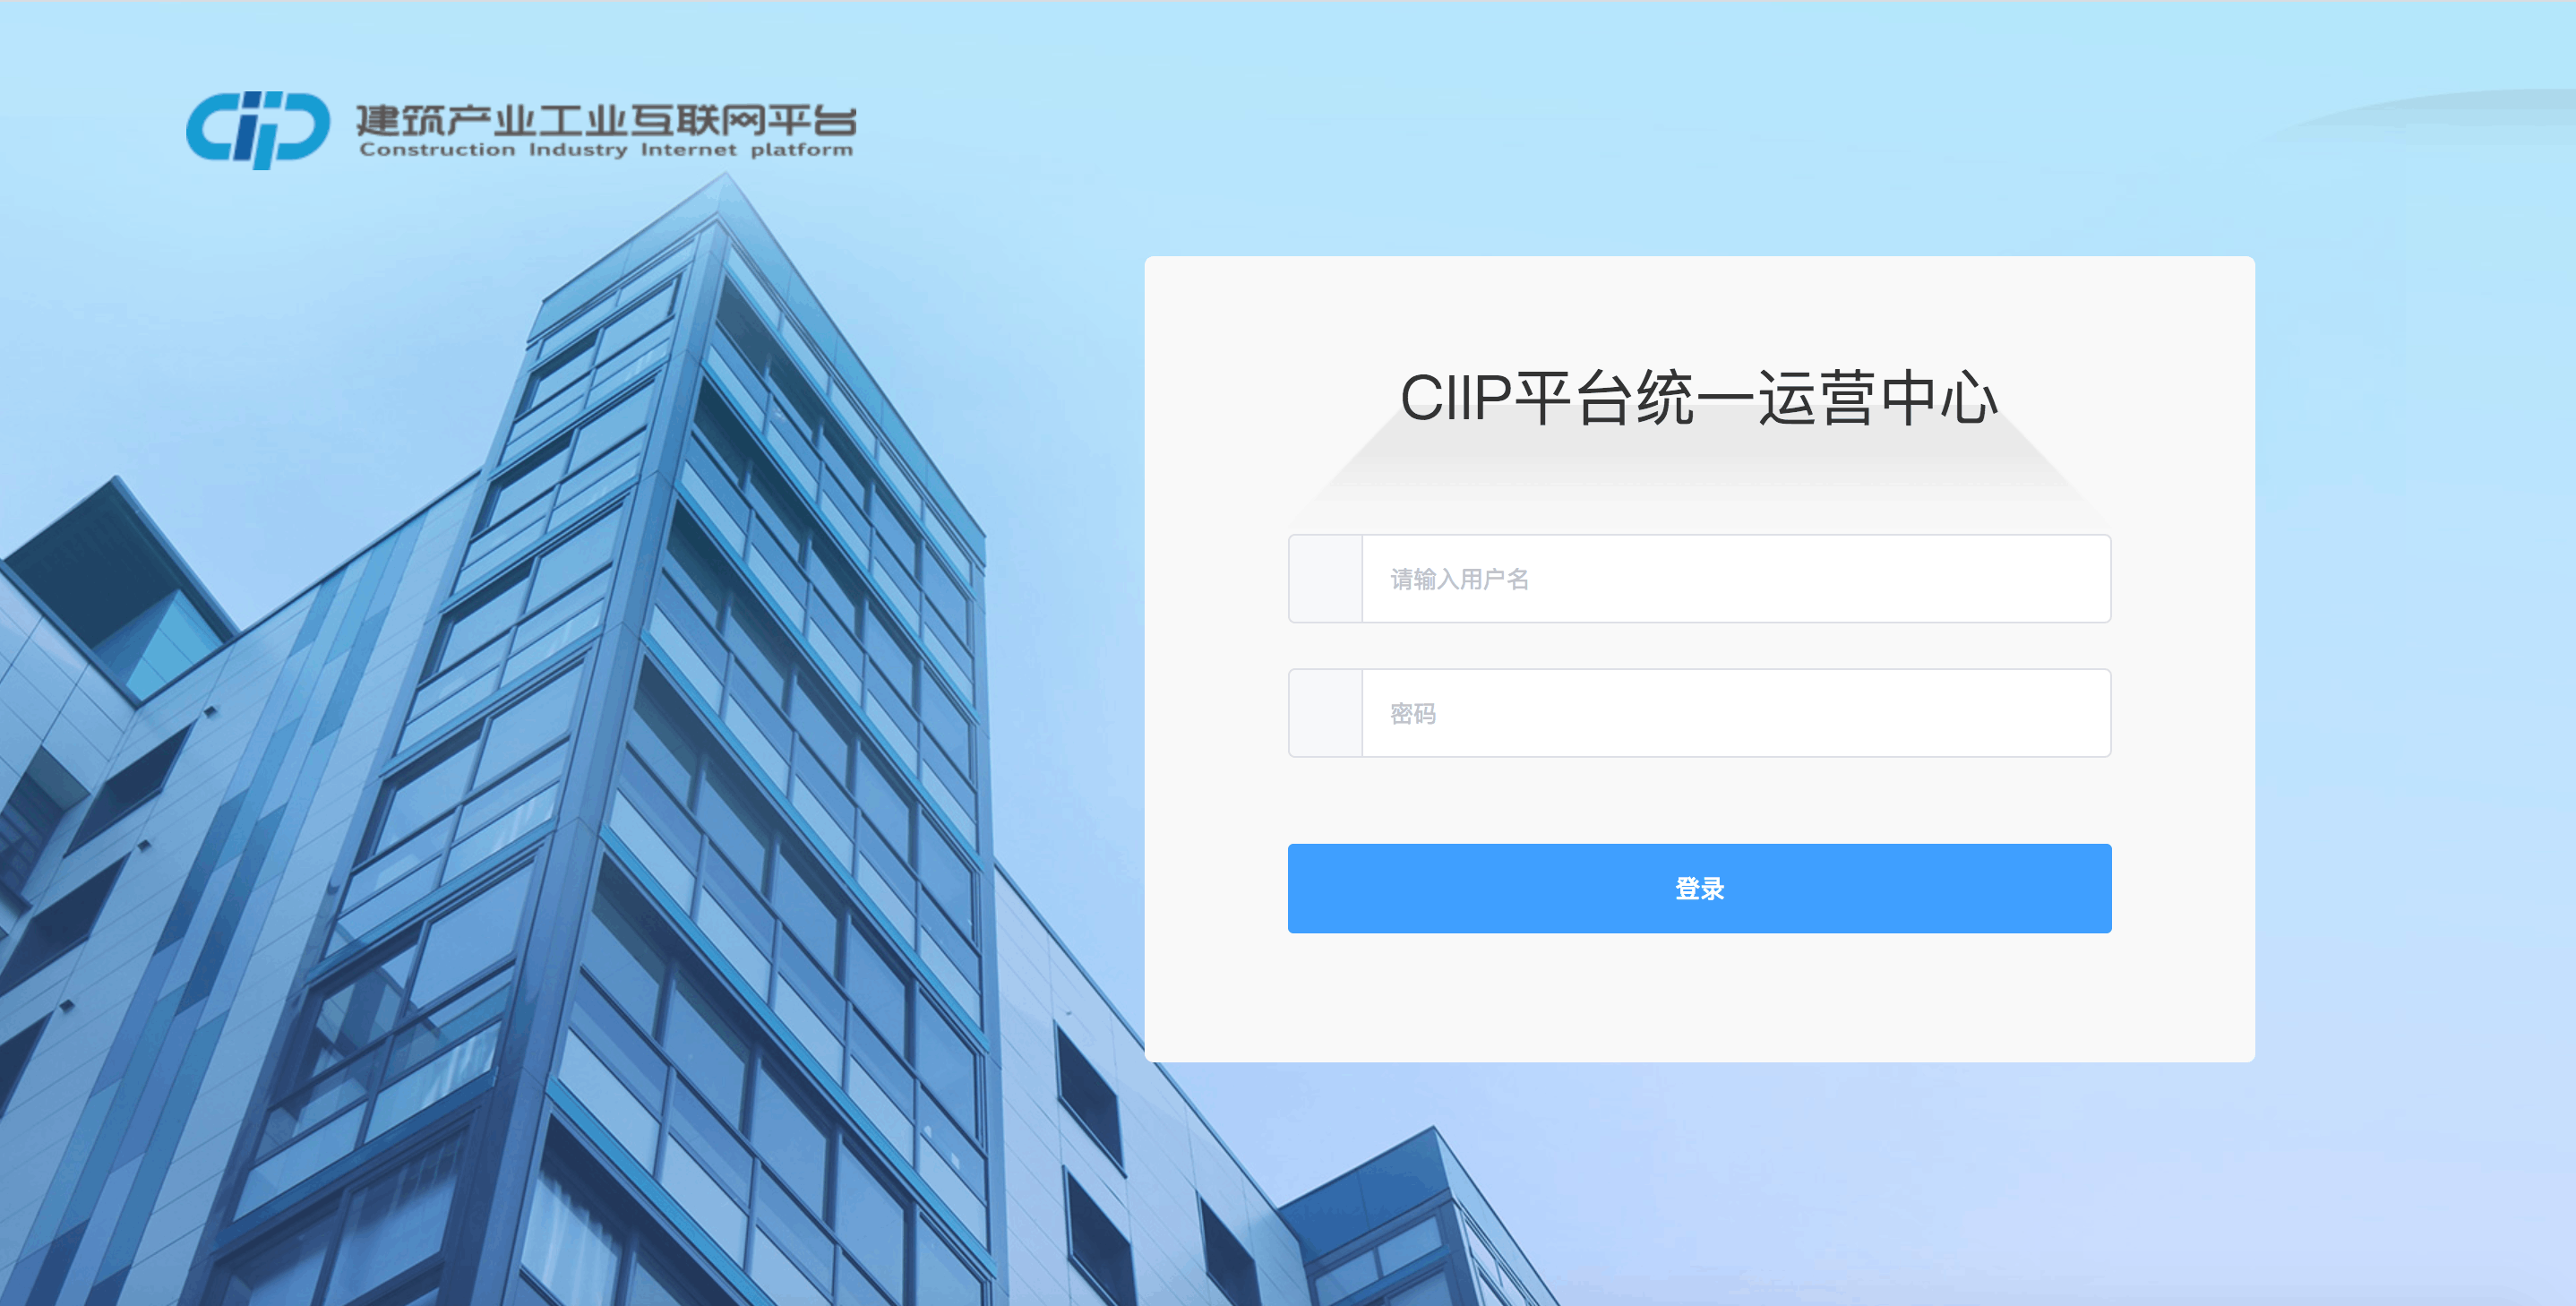 建筑产业工业互联网平台
Construction Industry Internet platform
CIIP平台统一运营中心
请输入用户名
密码
登录